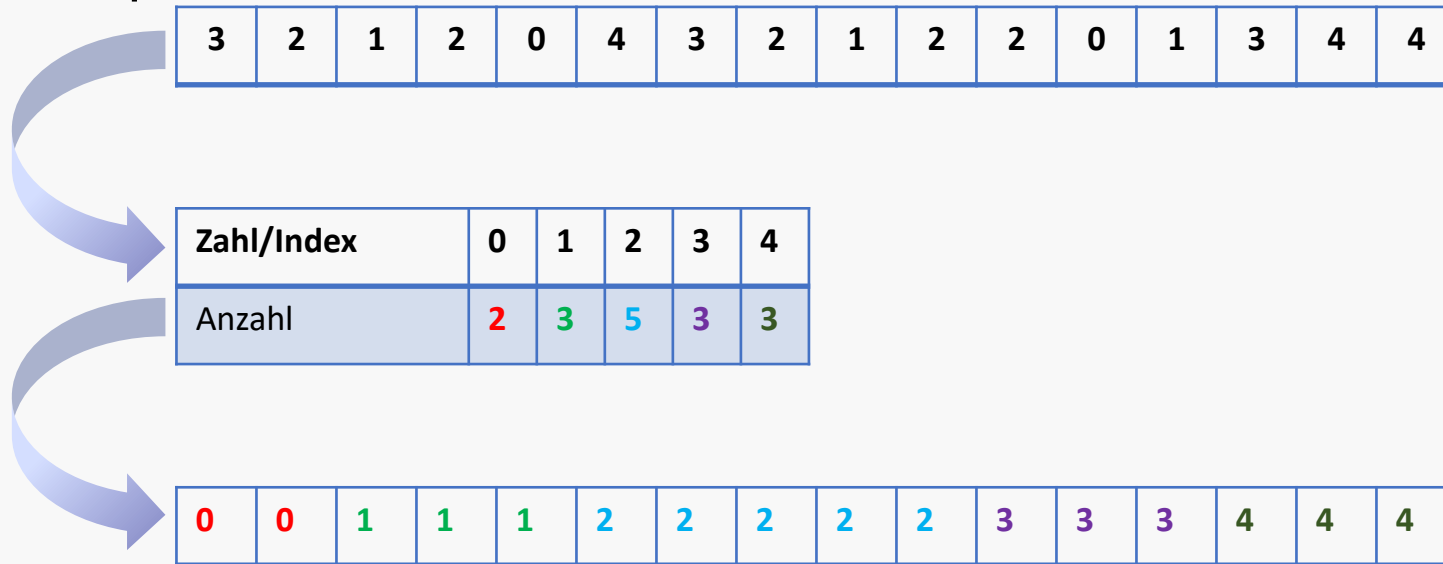 3 2 1 2 0 4 3 2 1 2 2 0 1 3 4 4
Zahl/Index 0 1 2 3 4
Anzahl 2 3 5 3 3
0 0 1 1 1 2 2 2 2 2 3 3 3 4 4 4